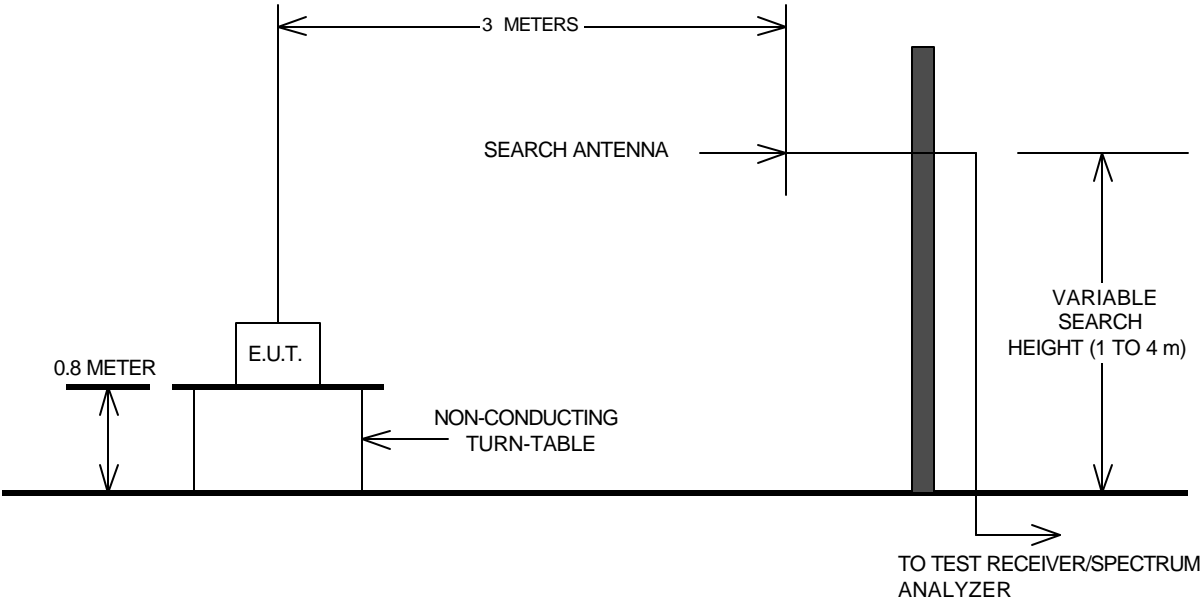 3 METERS
SEARCH ANTENNA
VARIABLE
SEARCH
HEIGHT (1 TO 4 m)
E.U.T.
0.8 METER
NON-CONDUCTING
TURN-TABLE
TO TEST RECEIVER/SPECTRUM
ANALYZER